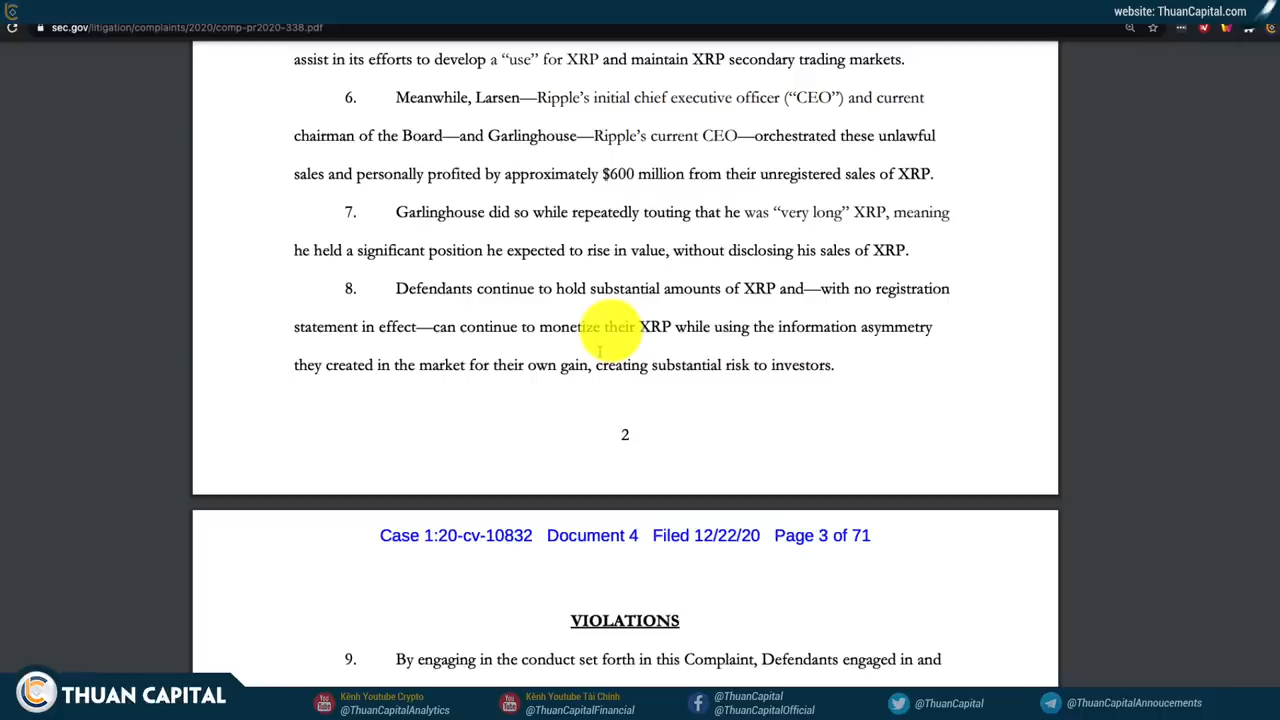 website: ThuanCapital.com
sec.gov/litigation/complaints/2020/comp-pr2020-338.pdf
assist in its efforts to develop a “use” for XRP and maintain XRP secondary trading markets.
6. Meanwhile, Larsen—Ripple’s initial chief executive officer (“CEO”) and current
chairman of the Board—and Garlinghouse—Ripple’s current CEO—orchestrated these unlawful
sales and personally profited by approximately $600 million from their unregistered sales of XRP.
7. Garlinghouse did so while repeatedly touting that he was “very long” XRP, meaning
he held a significant position he expected to rise in value, without disclosing his sales of XRP.
8. Defendants continue to hold substantial amounts of XRP and—with no registration
statement in effect—can continue to monetize their XRP while using the information asymmetry
they created in the market for their own gain, creating substantial risk to investors.
2
Case 1:20-cv-10832 Document 4 Filed 12/22/20 Page 3 of 71
VIOLATIONS
9. By engaging in the conduct set forth in this Complaint, Defendants engaged in and
THUAN CAPITAL
Kênh Youtube Crypto
@ThuanCapitalAnalytics
Kênh Youtube Tài Chính
@ThuanCapitalFinancial
@ThuanCapital
@ThuanCapitalOfficial
@ThuanCapital
@ThuanCapitalAnnoucements